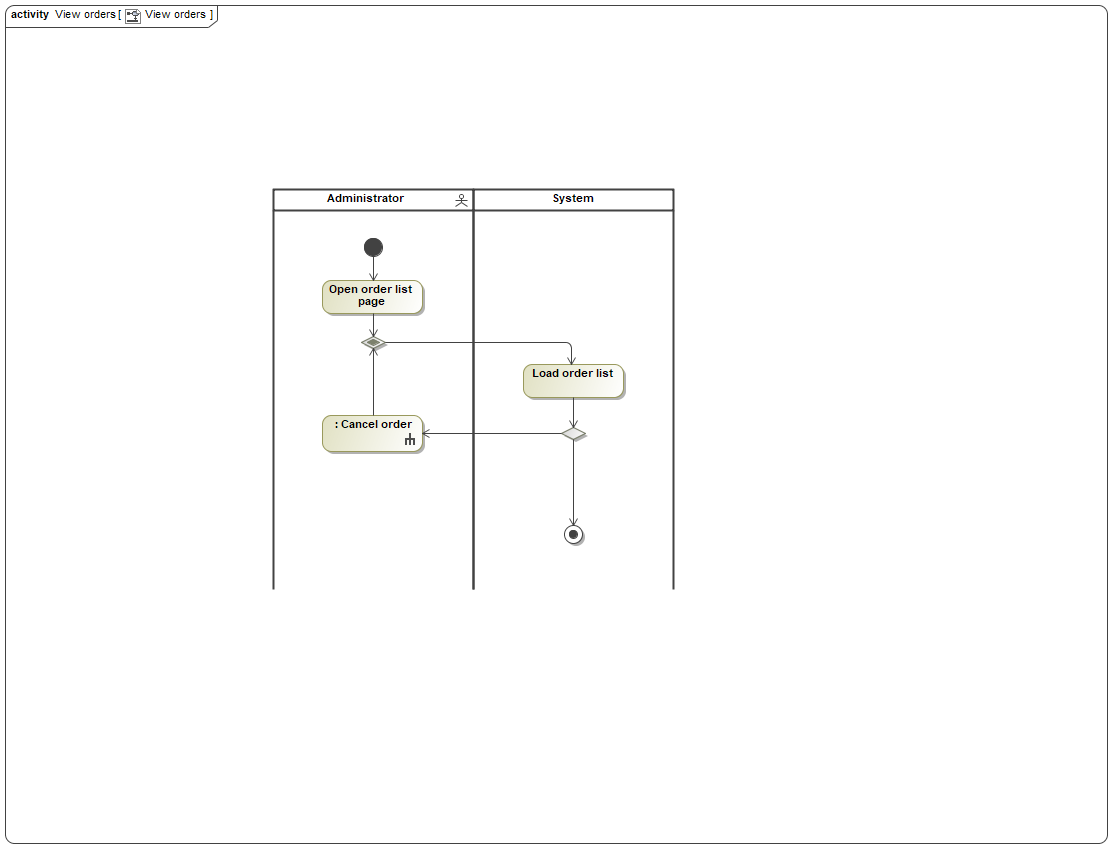 activity View orders [ View orders ]
Administrator
System
Open order list
page
Load order list
: Cancel order